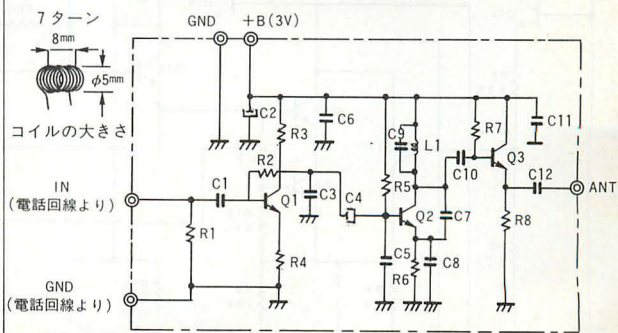 7ターン
8mm
φ5mm
コイルの大きさ
GND
+B(3V)
C2
R3
C6
C9
L1
R7
C11
Q3
R2
C10
C12
ANT
IN
(電話回線より)
C1
Q1
C3
C4
R5
Q2
C7
R8
R1
R4
C5
R6
C8
GND
(電話回線より)